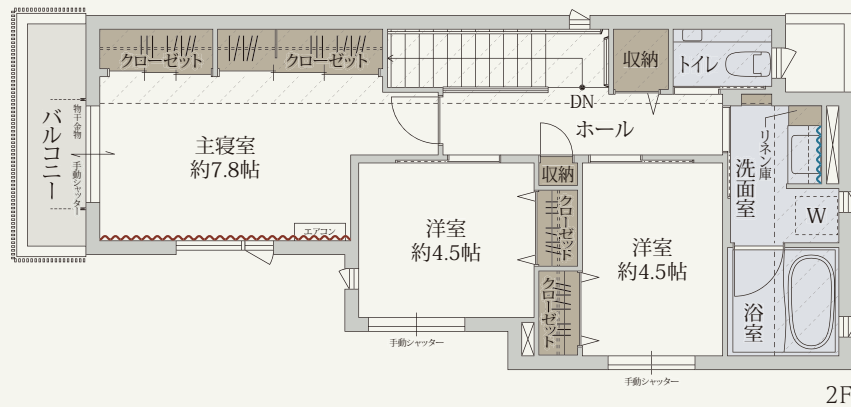 クローゼット
クローゼット
収納
トイレ
DN
ホール
バルコニー
物干金物
手動シャッター
主寝室
約7.8帖
エアコン
収納
クローゼット
洋室
約4.5帖
クローゼット
洋室
約4.5帖
リネン庫
洗面室
W
浴室
手動シャッター
手動シャッター
2F